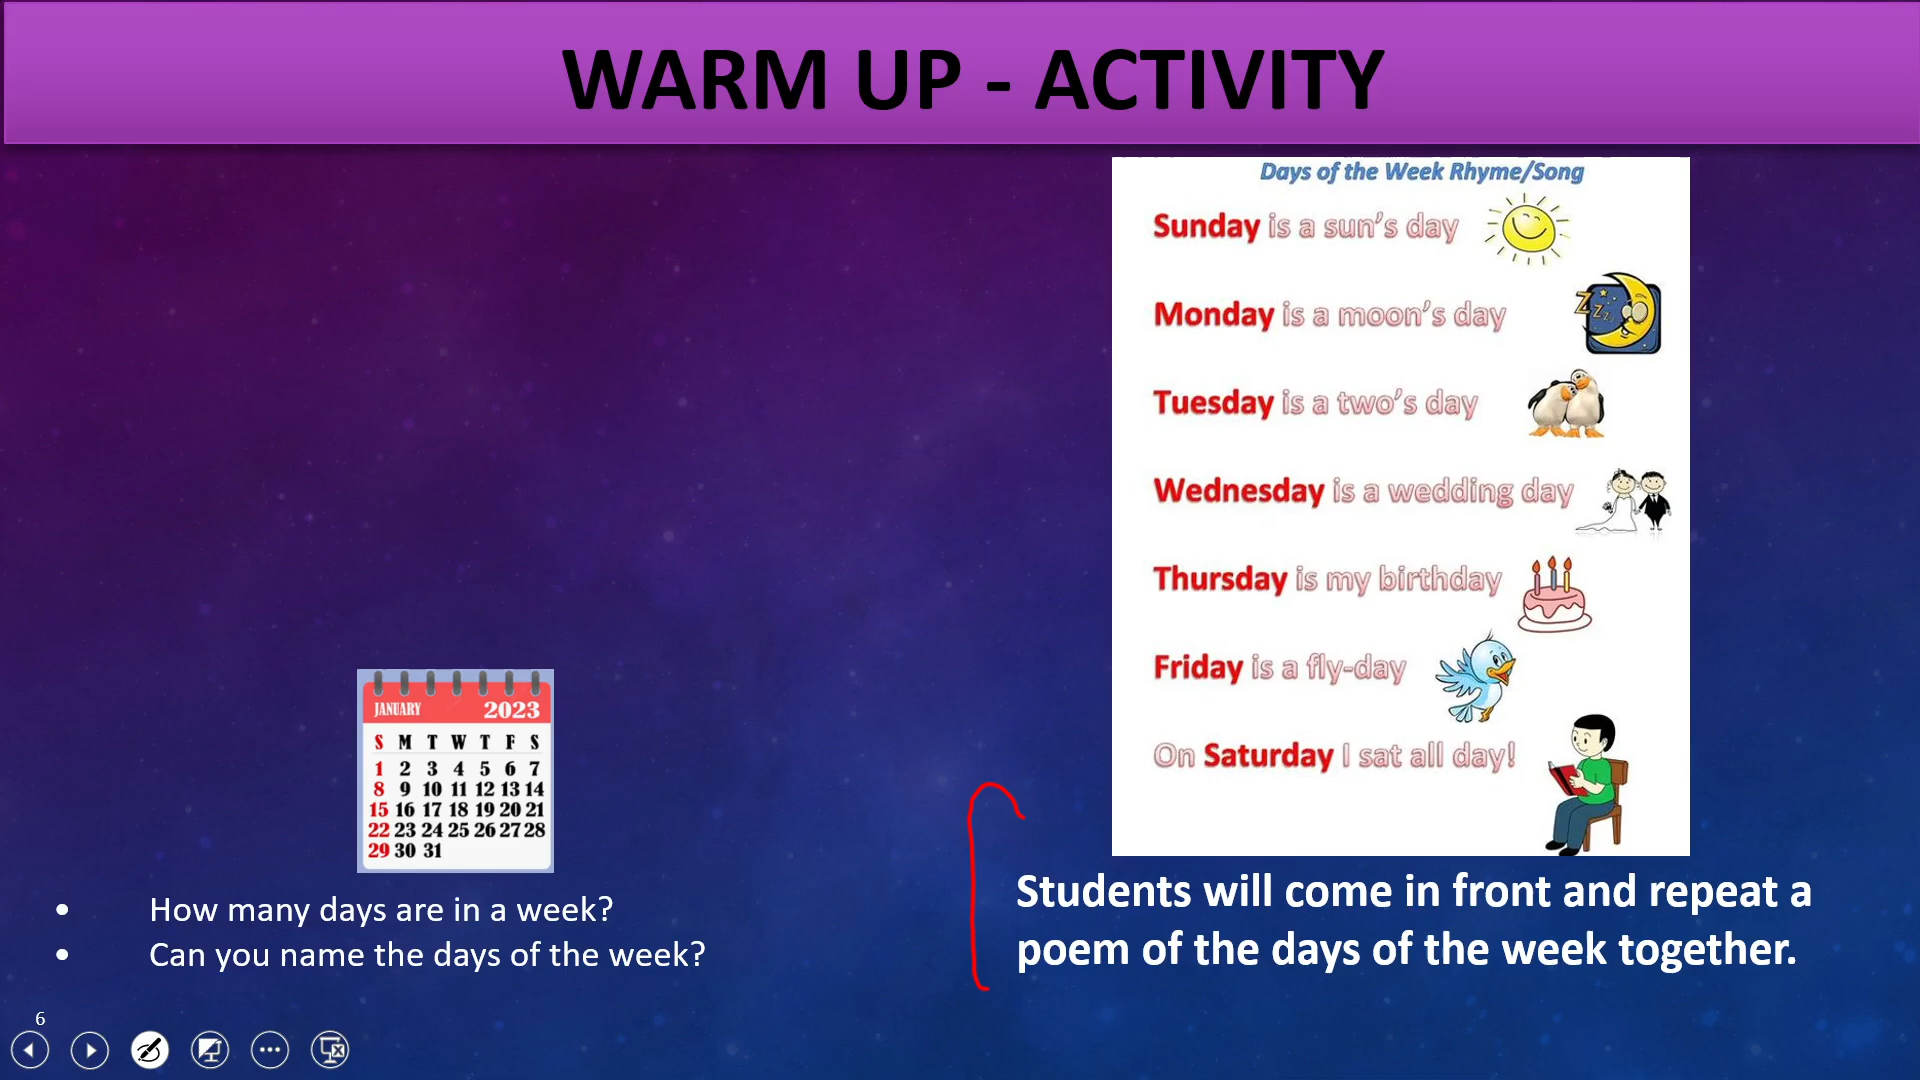 WARM UP - ACTIVITY
Days of the Week Rhyme/Song
Sunday is a sun's day
Monday is a moon's day
Tuesday is a two's day
Wednesday is a wedding day
Thursday is my birthday
Friday is a fly-day
On Saturday I sat all day!
Z Z Z Z
JANUARY 2023
S M T W T F S
1 2 3 4 5 6 7
8 9 10 11 12 13 14
15 16 17 18 19 20 21
22 23 24 25 26 27 28
29 30 31
• How many days are in a week?
• Can you name the days of the week?
Students will come in front and repeat a
poem of the days of the week together.
6